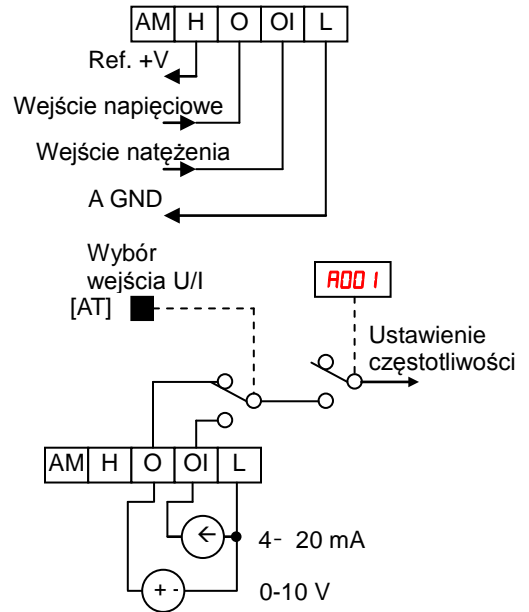 AM H O OI L
Ref. +V
Wejście napięciowe
Wejście natężenia
A GND
Wybór
wejścia U/I
[AT]
A001
Ustawienie
częstotliwości
AM H O OI L
4- 20 mA
+ -
0-10 V